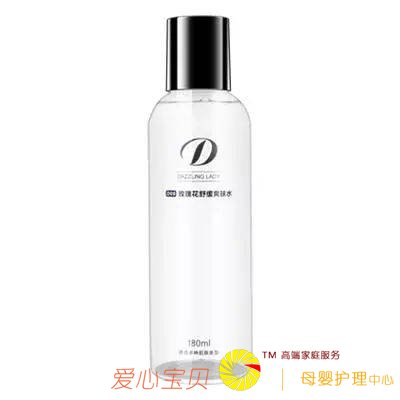 D
DAZZLING LADY
玫瑰花舒缓爽肤水
180ml
爱心宝贝
TM 高端家庭服务
母婴护理中心